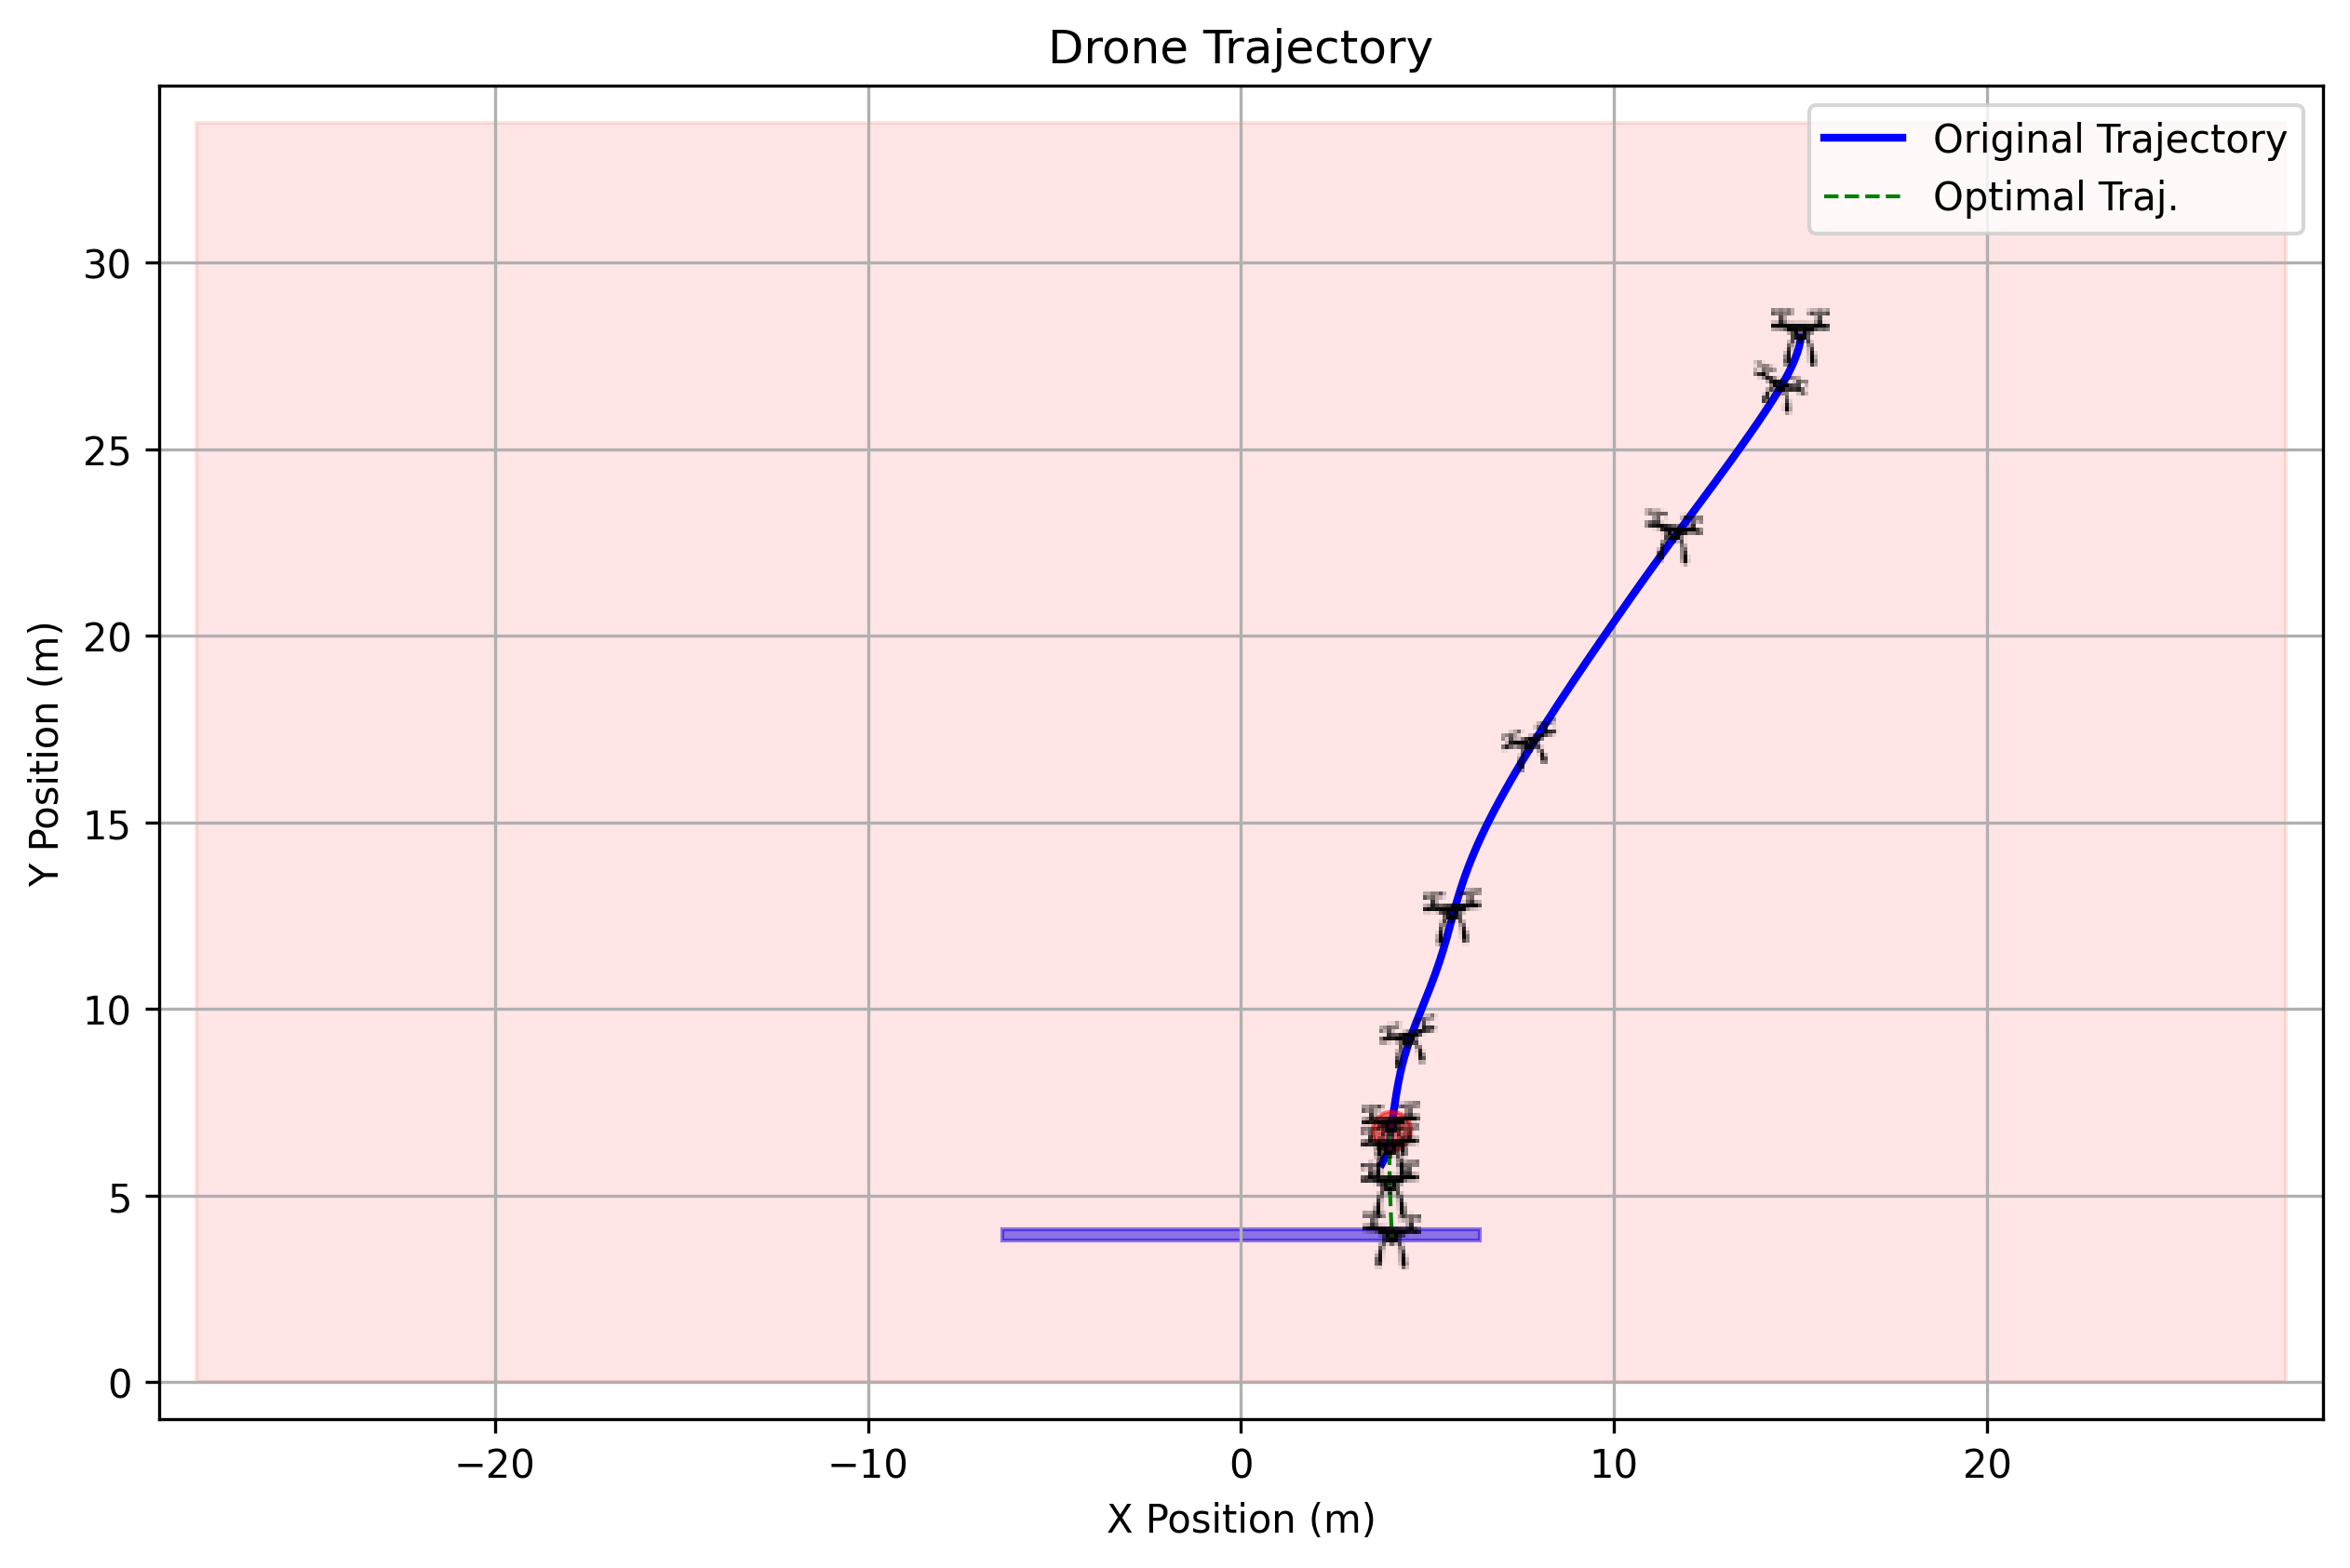 Drone Trajectory
Original Trajectory
Optimal Traj.
Y Position (m)
30
25
20
15
10
5
0
−20
−10
0
10
20
X Position (m)